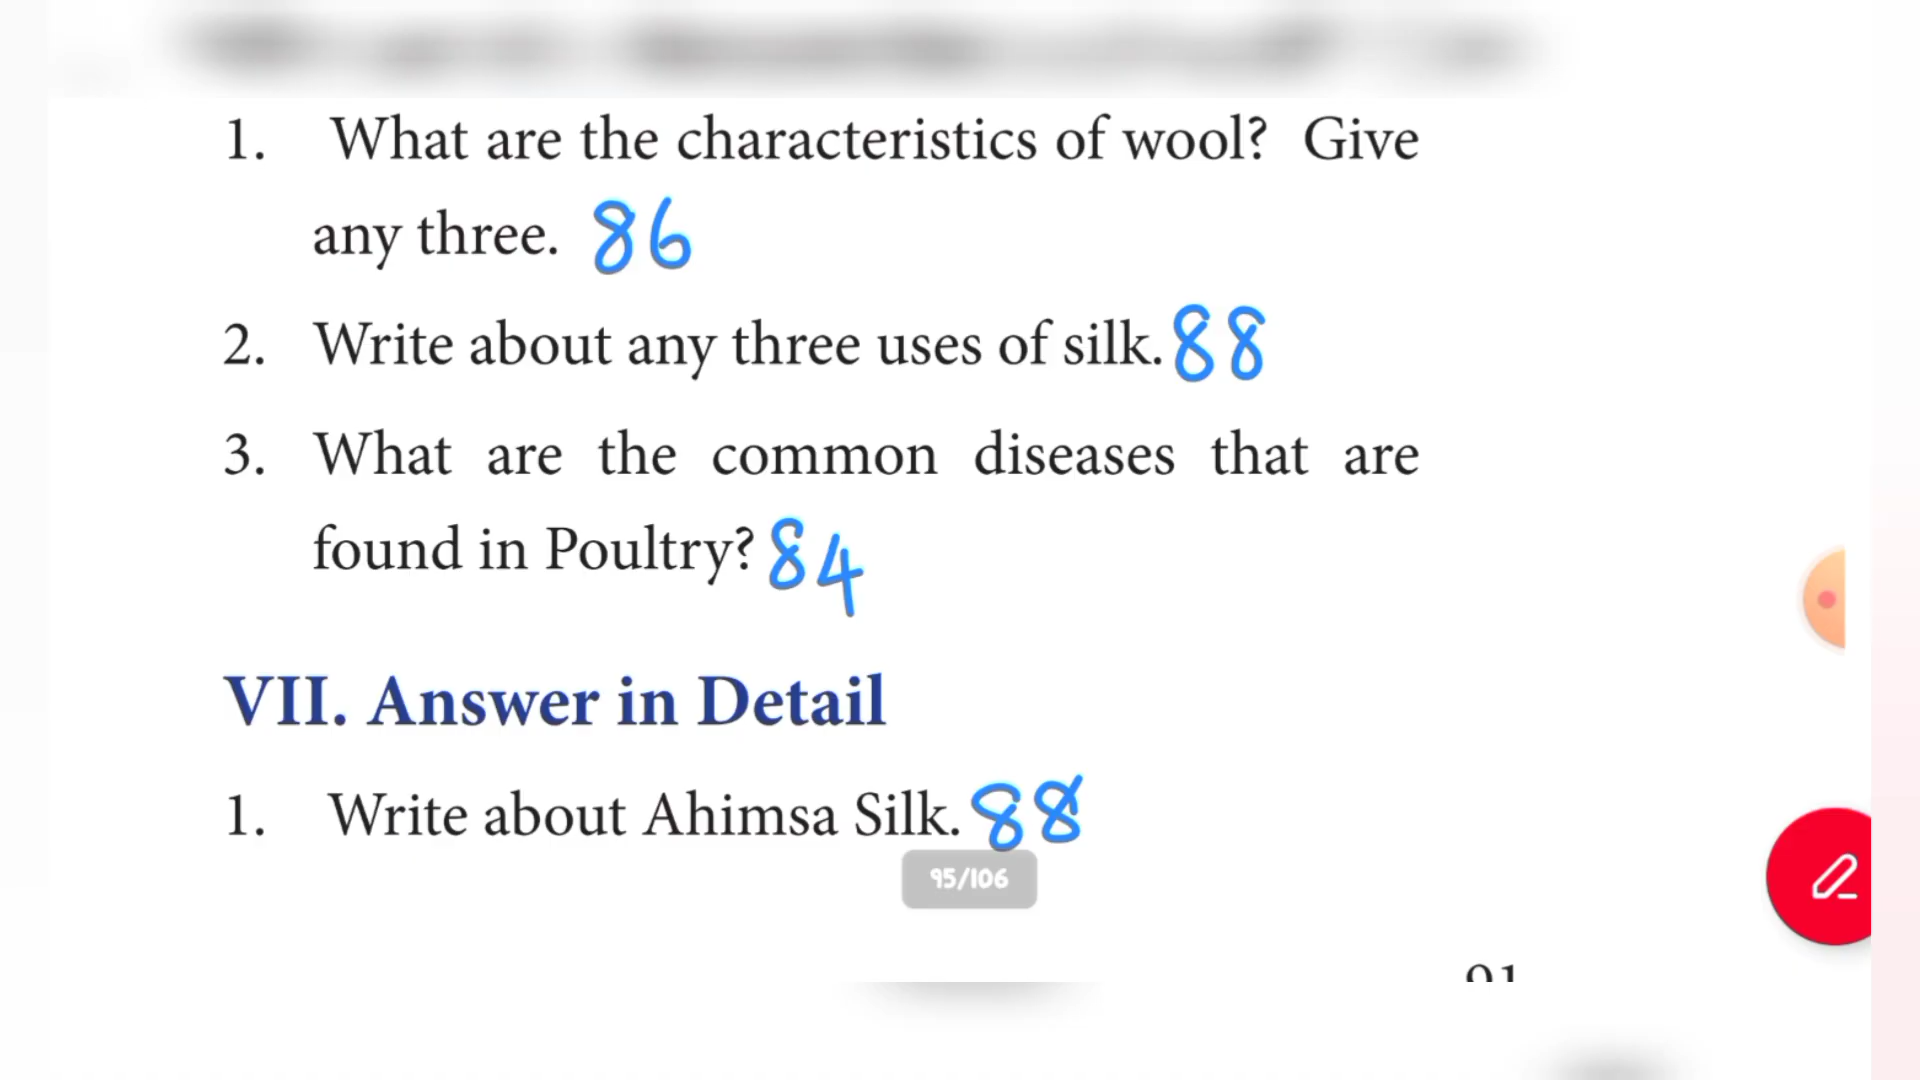 1. What are the characteristics of wool? Give
any three. 86
2. Write about any three uses of silk. 88
3. What are the common diseases that are
found in Poultry? 84
VII. Answer in Detail
1. Write about Ahimsa Silk. 88
95/106
91